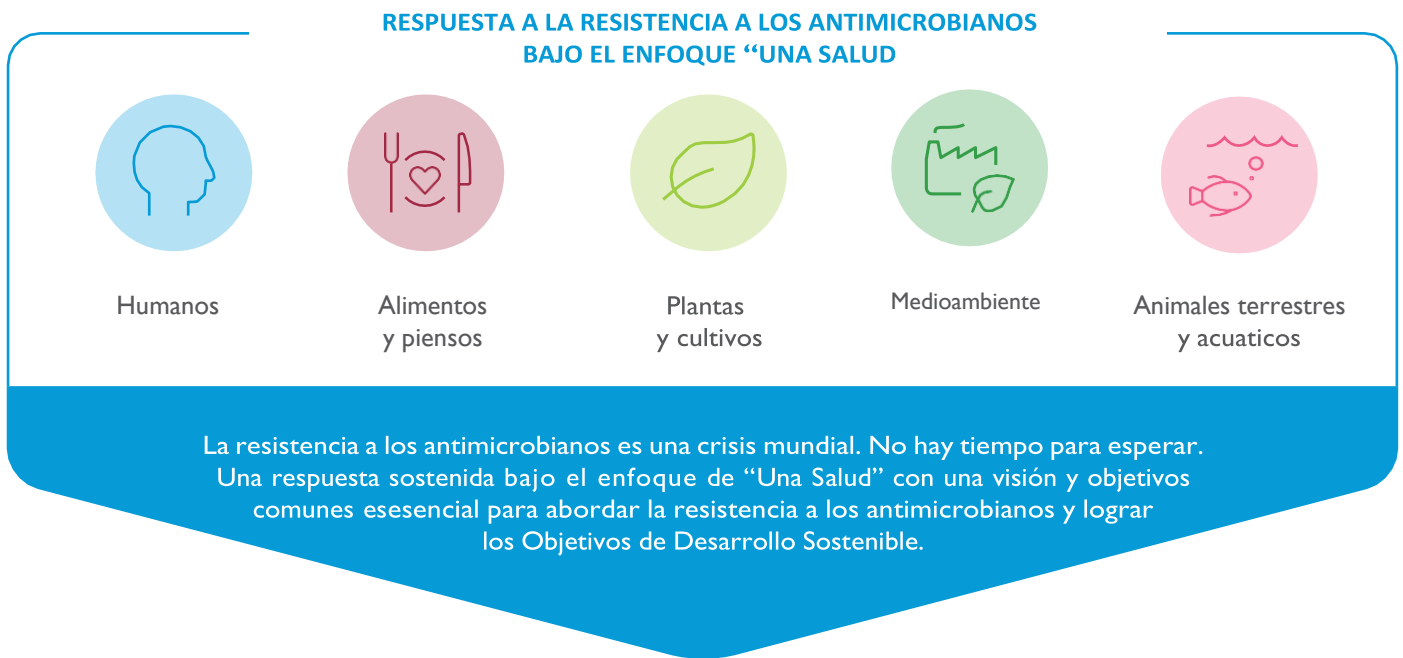 RESPUESTA A LA RESISTENCIA A LOS ANTIMICROBIANOS
BAJO EL ENFOQUE “UNA SALUD
Humanos
Alimentos
y piensos
Plantas
y cultivos
Medioambiente
Animales terrestres
y acuaticos
La resistencia a los antimicrobianos es una crisis mundial. No hay tiempo para esperar.
Una respuesta sostenida bajo el enfoque de “Una Salud” con una visión y objetivos
comunes esesencial para abordar la resistencia a los antimicrobianos y lograr
los Objetivos de Desarrollo Sostenible.